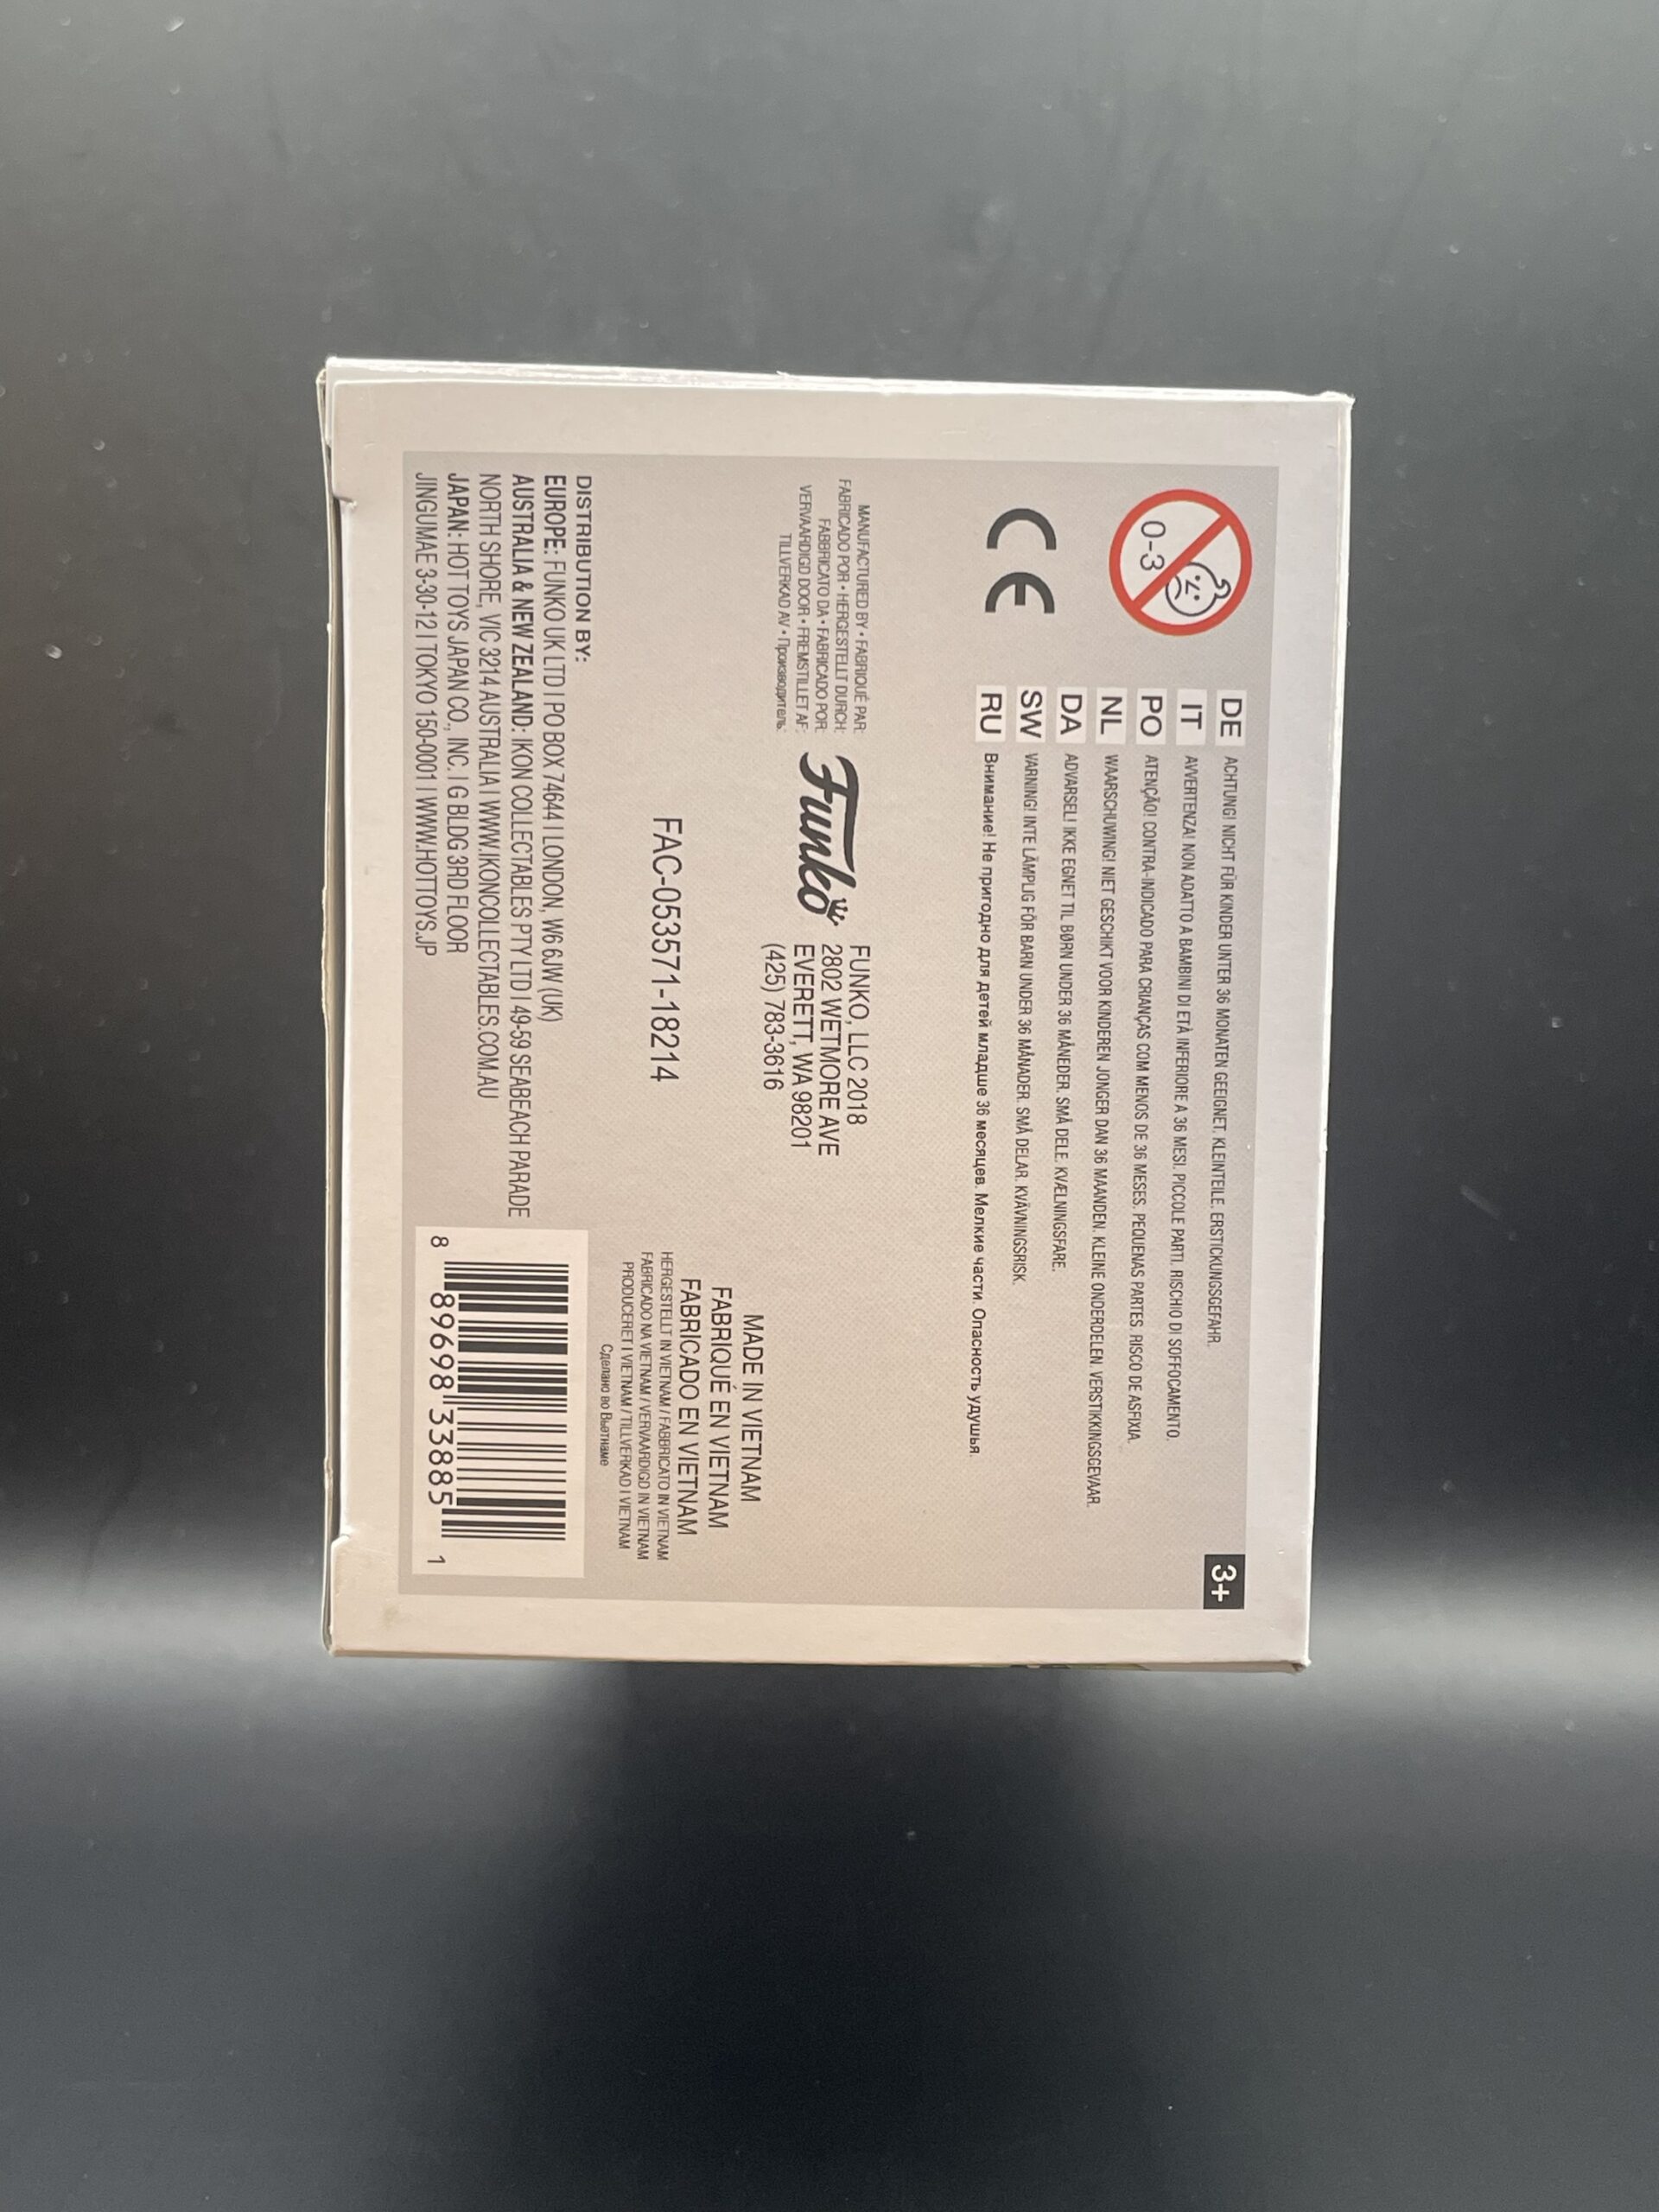 0-3
CE
3+
DE ACHTUNG! NICHT FÜR KINDER UNTER 36 MONATEN GEEIGNET. KLEINTEILE. ERSTICKUNGSGEFAHR.
IT AVVERTENZA! NON ADATTO A BAMBINI DI ETÀ INFERIORE A 36 MESI. PICCOLE PARTI. RISCHIO DI SOFFOCAMENTO.
PO ATENÇÃO! CONTRA-INDICADO PARA CRIANÇAS COM MENOS DE 36 MESES. PEQUENAS PARTES. RISCO DE ASFIXIA.
NL WAARSCHUWING! NIET GESCHIKT VOOR KINDEREN JONGER DAN 36 MAANDEN. KLEINE ONDERDELEN. VERSTIKKINGSGEVAAR.
DA ADVARSEL! IKKE EGNET TIL BØRN UNDER 36 MÅNEDER. SMÅ DELE. KVÆLNINGSFARE.
SW VARNING! INTE LÄMPLIG FÖR BARN UNDER 36 MÅNADER. SMÅ DELAR. KVÄVNINGSRISK.
RU Внимание! Не пригодно для детей младше 36 месяцев. Мелкие части. Опасность удушья.
MANUFACTURED BY • FABRIQUÉ PAR:
FABRICADO POR • HERGESTELLT DURCH:
FABBRICATO DA • FABRICADO POR:
VERVAARDIGD DOOR • FREMSTILLET AF:
TILLVERKAD AV • Производитель:
Funko
FUNKO, LLC 2018
2802 WETMORE AVE
EVERETT, WA 98201
(425) 783-3616
FAC-053571-18214
MADE IN VIETNAM
FABRIQUÉ EN VIETNAM
FABRICADO EN VIETNAM
HERGESTELLT IN VIETNAM / FABBRICATO IN VIETNAM
FABRICADO NA VIETNAM / VERVAARDIGD IN VIETNAM
PRODUCERET I VIETNAM / TILLVERKAD I VIETNAM
Сделано во Вьетнаме
DISTRIBUTION BY:
EUROPE: FUNKO UK LTD | PO BOX 74644 | LONDON, W6 6JW (UK)
AUSTRALIA & NEW ZEALAND: IKON COLLECTABLES PTY LTD | 49-59 SEABEACH PARADE
NORTH SHORE, VIC 3214 AUSTRALIA | WWW.IKONCOLLECTABLES.COM.AU
JAPAN: HOT TOYS JAPAN CO., INC. | G BLDG 3RD FLOOR
JINGUMAE 3-30-12 | TOKYO 150-0001 | WWW.HOTTOYS.JP
8 89698 33885 1